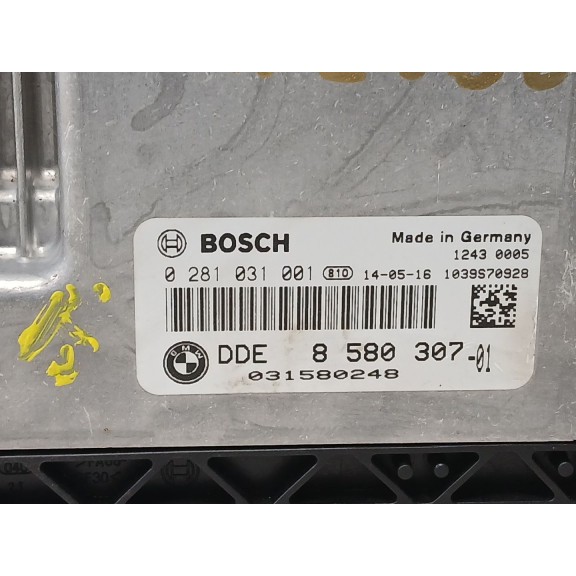 BOSCH
Made in Germany
1243 0005
0 281 031 001 810 14-05-16 1039S70928
BMW
DDE 8 580 307-01
031580248